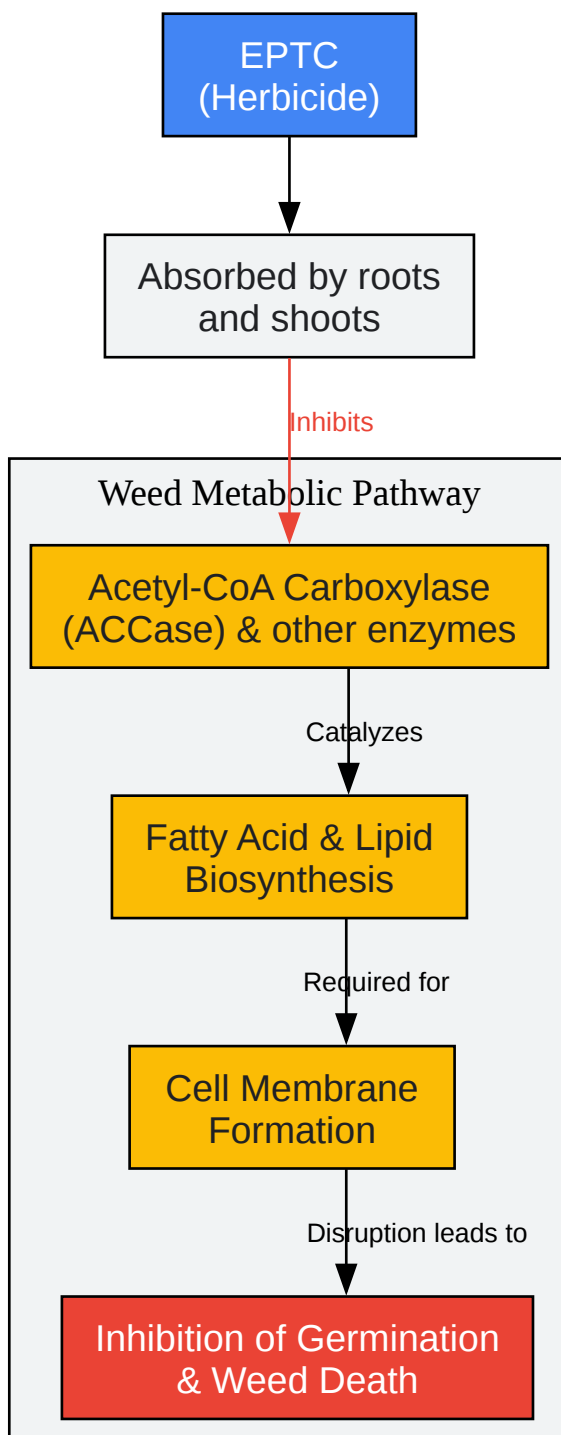 EPTC
(Herbicide)
Absorbed by roots
and shoots
Inhibits
Weed Metabolic Pathway
Acetyl-CoA Carboxylase
(ACCase) & other enzymes
Catalyzes
Fatty Acid & Lipid
Biosynthesis
Required for
Cell Membrane
Formation
Disruption leads to
Inhibition of Germination
& Weed Death